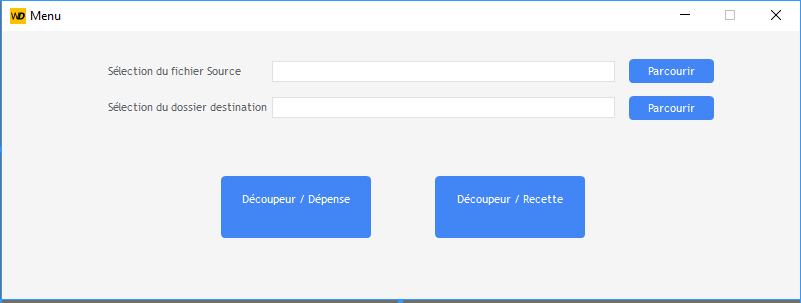 WD Menu
Sélection du fichier Source Parcourir
Sélection du dossier destination Parcourir
Découpeur / Dépense Découpeur / Recette